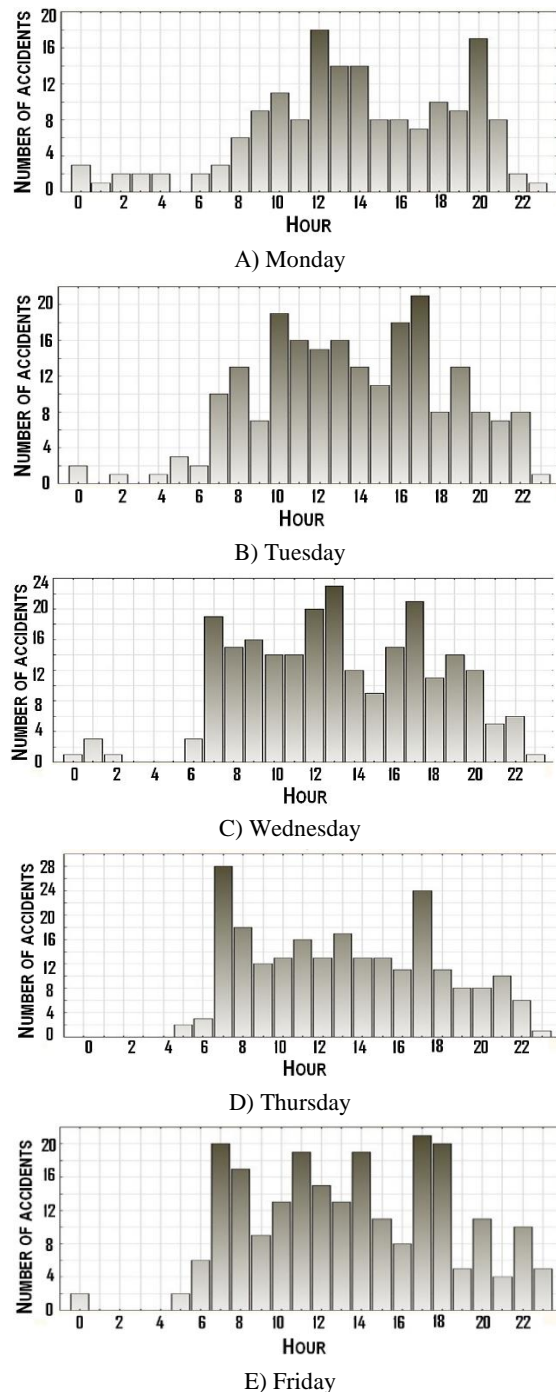 NUMBER OF ACCIDENTS
20
16
12
8
4
0
0 2 4 6 8 10 12 14 16 18 20 22
HOUR
A) Monday
NUMBER OF ACCIDENTS
20
16
12
8
4
0
0 2 4 6 8 10 12 14 16 18 20 22
HOUR
B) Tuesday
NUMBER OF ACCIDENTS
24
20
16
12
8
4
0
0 2 4 6 8 10 12 14 16 18 20 22
HOUR
C) Wednesday
NUMBER OF ACCIDENTS
28
24
20
16
12
8
4
0
0 2 4 6 8 10 12 14 16 18 20 22
HOUR
D) Thursday
NUMBER OF ACCIDENTS
20
16
12
8
4
0
0 2 4 6 8 10 12 14 16 18 20 22
HOUR
E) Friday